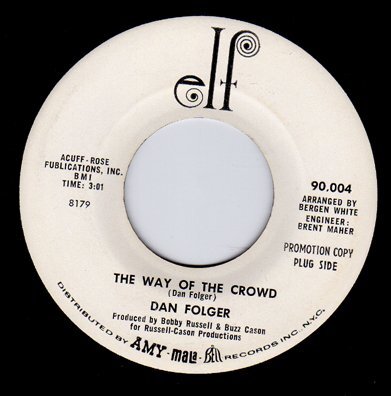 elf
ACUFF-ROSE
PUBLICATIONS, INC.
BMI
TIME: 3:01
8179
90,004
ARRANGED BY
BERGEN WHITE
ENGINEER:
BRENT MAHER
PROMOTION COPY
PLUG SIDE
THE WAY OF THE CROWD
(Dan Folger)
DAN FOLGER
Produced by Bobby Russell & Buzz Cason
for Russell-Cason Productions
DISTRIBUTED BY AMY-MALA-BELL RECORDS INC. N.Y.C.